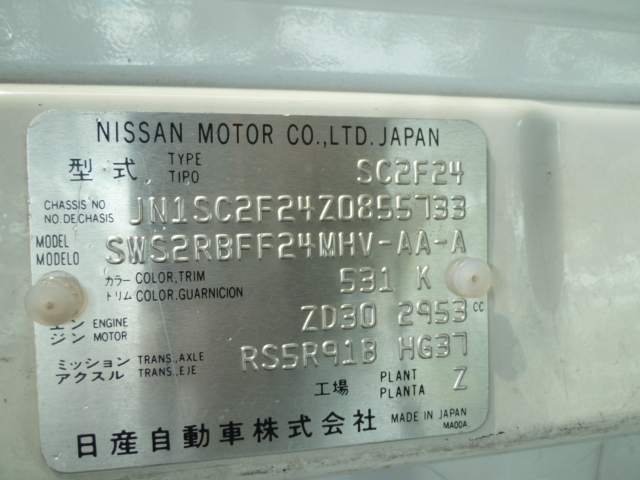 NISSAN MOTOR CO.,LTD. JAPAN
型式 TYPE TIPO SC2F24
CHASSIS NO NO.DE CHASIS JN1SC2F24Z0855733
MODEL MODELO SWS2RBFF24MHV-AA-A
カラー COLOR,TRIM トリム COLOR,GUARNICION 531 K
エンジン ENGINE MOTOR ZD30 2953 cc
ミッション TRANS.,AXLE アクスル TRANS.,EJE RS5R91B HG37
工場 PLANT PLANTA Z
日産自動車株式会社 MADE IN JAPAN
MA00A